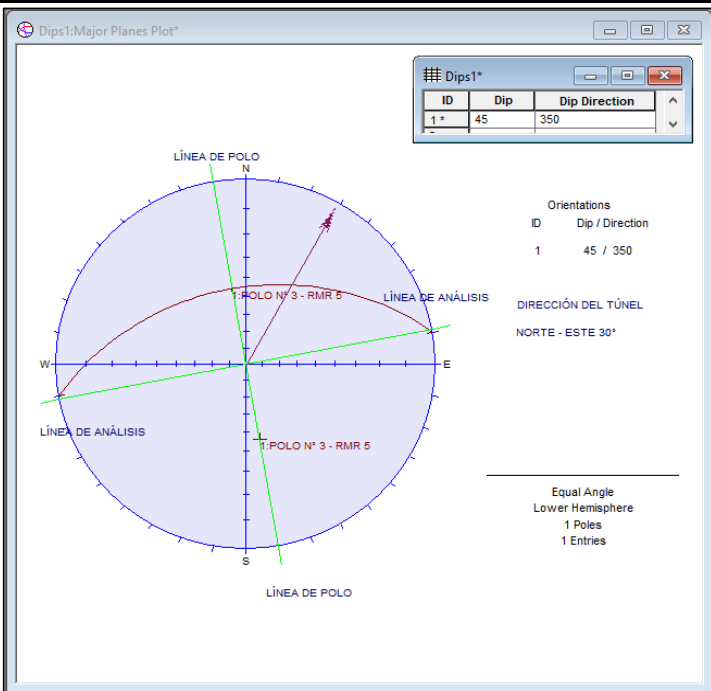 Dips1:Major Planes Plot*
Dips1*
ID Dip Dip Direction
1 * 45 350
LÍNEA DE POLO
N
Orientations
ID Dip / Direction
1 45 / 350
1:POLO N° 3 - RMR 5
LÍNEA DE ANÁLISIS
DIRECCIÓN DEL TÚNEL
NORTE - ESTE 30°
W
E
LÍNEA DE ANÁLISIS
1:POLO N° 3 - RMR 5
Equal Angle
Lower Hemisphere
1 Poles
1 Entries
S
LÍNEA DE POLO